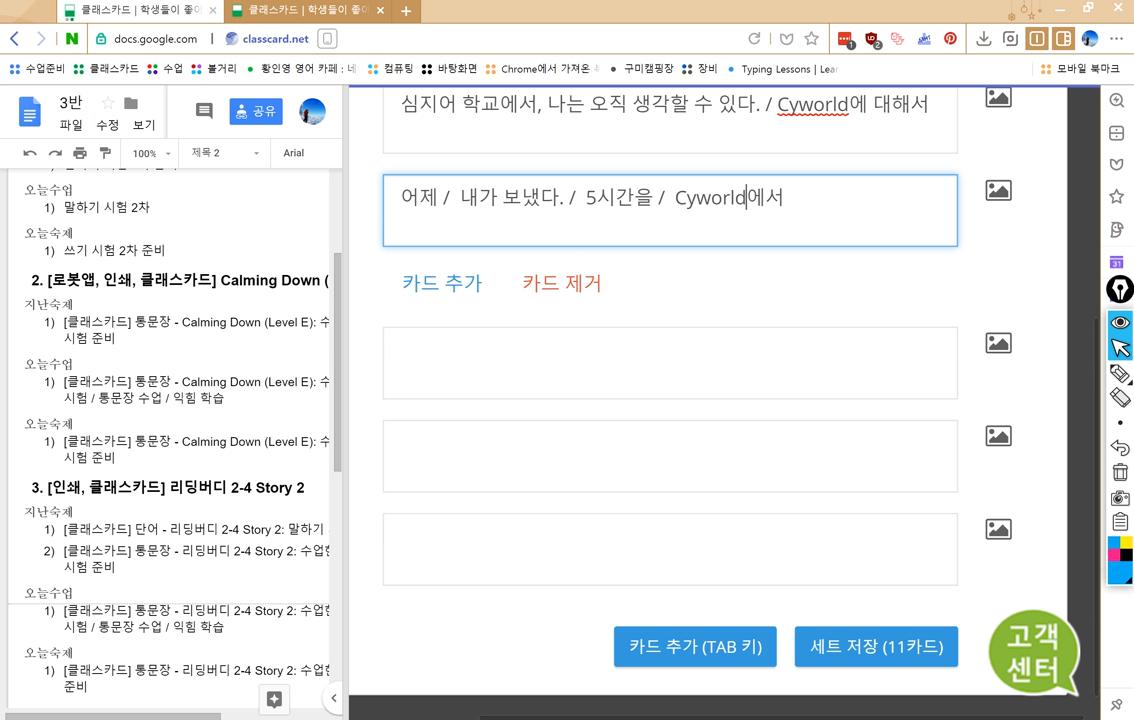 클래스카드 | 학생들이 좋아
클래스카드 | 학생들이 좋아
docs.google.com
classcard.net
수업준비
클래스카드
수업
볼거리
황인영 영어 카페 : 네
컴퓨팅
바탕화면
Chrome에서 가져온
구미캠핑장
장비
Typing Lessons | Lear
모바일 북마크
3반
파일 수정 보기
공유
100%
제목 2
Arial
오늘수업
1) 말하기 시험 2차
오늘숙제
1) 쓰기 시험 2차 준비
2. [로봇앱, 인쇄, 클래스카드] Calming Down (
지난숙제
1) [클래스카드] 통문장 - Calming Down (Level E): 수
시험 준비
오늘수업
1) [클래스카드] 통문장 - Calming Down (Level E): 수
시험 / 통문장 수업 / 익힘 학습
오늘숙제
1) [클래스카드] 통문장 - Calming Down (Level E): 수
시험 준비
3. [인쇄, 클래스카드] 리딩버디 2-4 Story 2
지난숙제
1) [클래스카드] 단어 - 리딩버디 2-4 Story 2: 말하기
2) [클래스카드] 통문장 - 리딩버디 2-4 Story 2: 수업한
시험 준비
오늘수업
1) [클래스카드] 통문장 - 리딩버디 2-4 Story 2: 수업한
시험 / 통문장 수업 / 익힘 학습
오늘숙제
1) [클래스카드] 통문장 - 리딩버디 2-4 Story 2: 수업한
준비
심지어 학교에서, 나는 오직 생각할 수 있다. / Cyworld에 대해서
어제 / 내가 보냈다. / 5시간을 / Cyworld에서
카드 추가
카드 제거
카드 추가 (TAB 키)
세트 저장 (11카드)
고객
센터
31
1
2